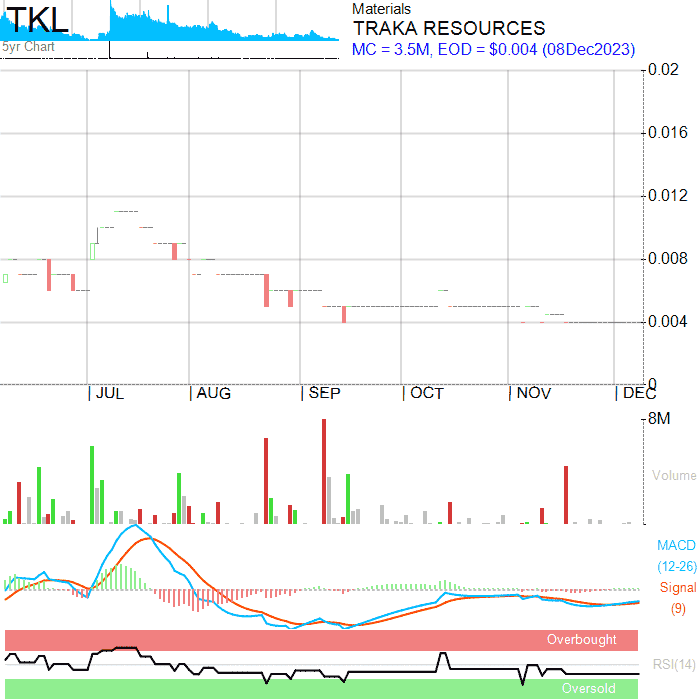 TKL
5yr Chart
Materials
TRAKA RESOURCES
MC = 3.5M, EOD = $0.004 (08Dec2023)
0.02
0.016
0.012
0.008
0.004
0
JUL
AUG
SEP
OCT
NOV
DEC
8M
Volume
MACD
(12-26)
Signal
(9)
Overbought
RSI(14)
Oversold